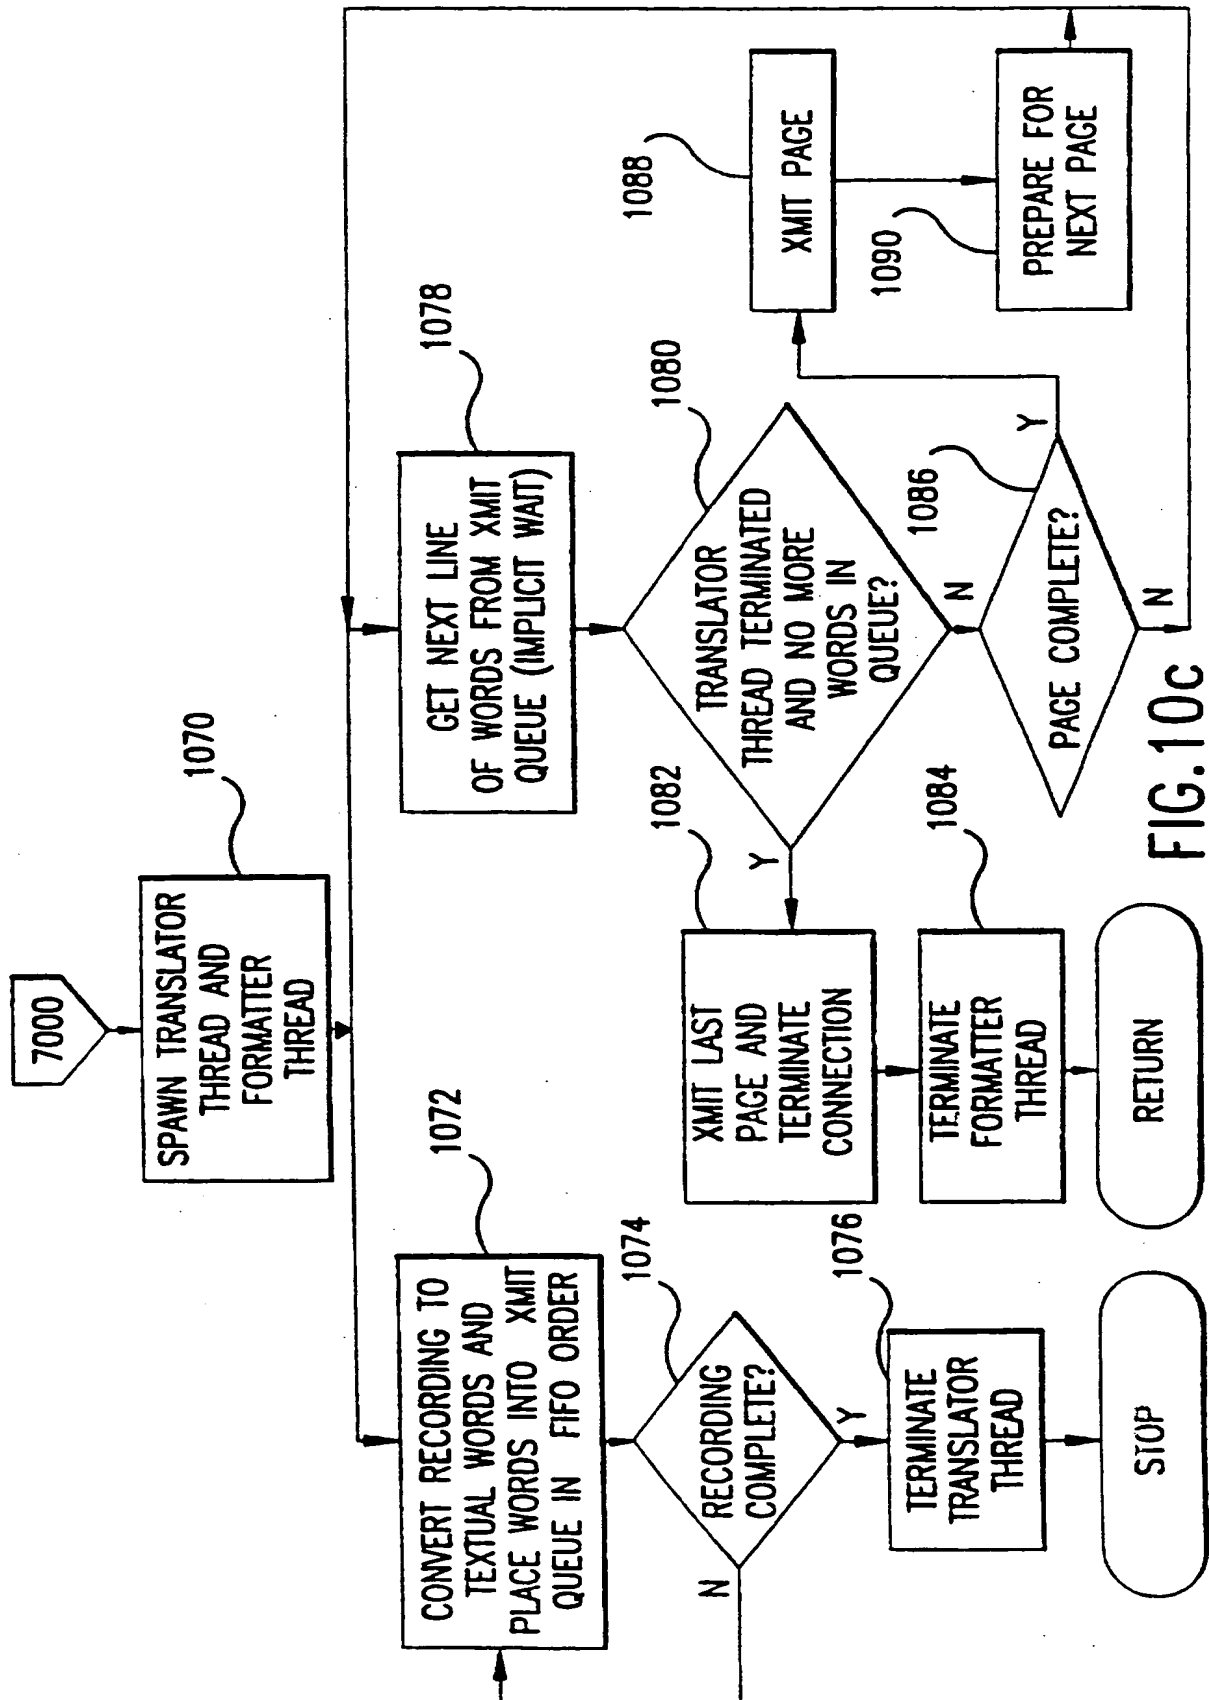 7000
SPAWN TRANSLATOR
THREAD AND
FORMATTER
THREAD
1070
CONVERT RECORDING TO
TEXTUAL WORDS AND
PLACE WORDS INTO XMIT
QUEUE IN FIFO ORDER
1072
RECORDING
COMPLETE?
1074
N
Y
TERMINATE
TRANSLATOR
THREAD
1076
STOP
GET NEXT LINE
OF WORDS FROM XMIT
QUEUE (IMPLICIT WAIT)
1078
TRANSLATOR
THREAD TERMINATED
AND NO MORE
WORDS IN
QUEUE?
1080
Y
N
XMIT LAST
PAGE AND
TERMINATE
CONNECTION
1082
TERMINATE
FORMATTER
THREAD
1084
RETURN
PAGE COMPLETE?
1086
Y
N
XMIT PAGE
1088
PREPARE FOR
NEXT PAGE
1090
FIG.10c